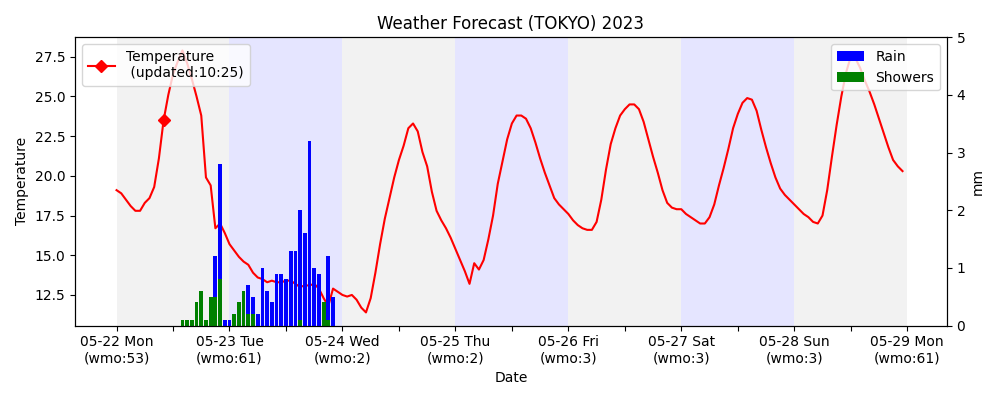 Weather Forecast (TOKYO) 2023
Temperature
(updated:10:25)
Rain
Showers
27.5
25.0
22.5
20.0
17.5
15.0
12.5
Temperature
5
4
3
2
1
0
mm
05-22 Mon
(wmo:53)
05-23 Tue
(wmo:61)
05-24 Wed
(wmo:2)
05-25 Thu
(wmo:2)
05-26 Fri
(wmo:3)
05-27 Sat
(wmo:3)
05-28 Sun
(wmo:3)
05-29 Mon
(wmo:61)
Date